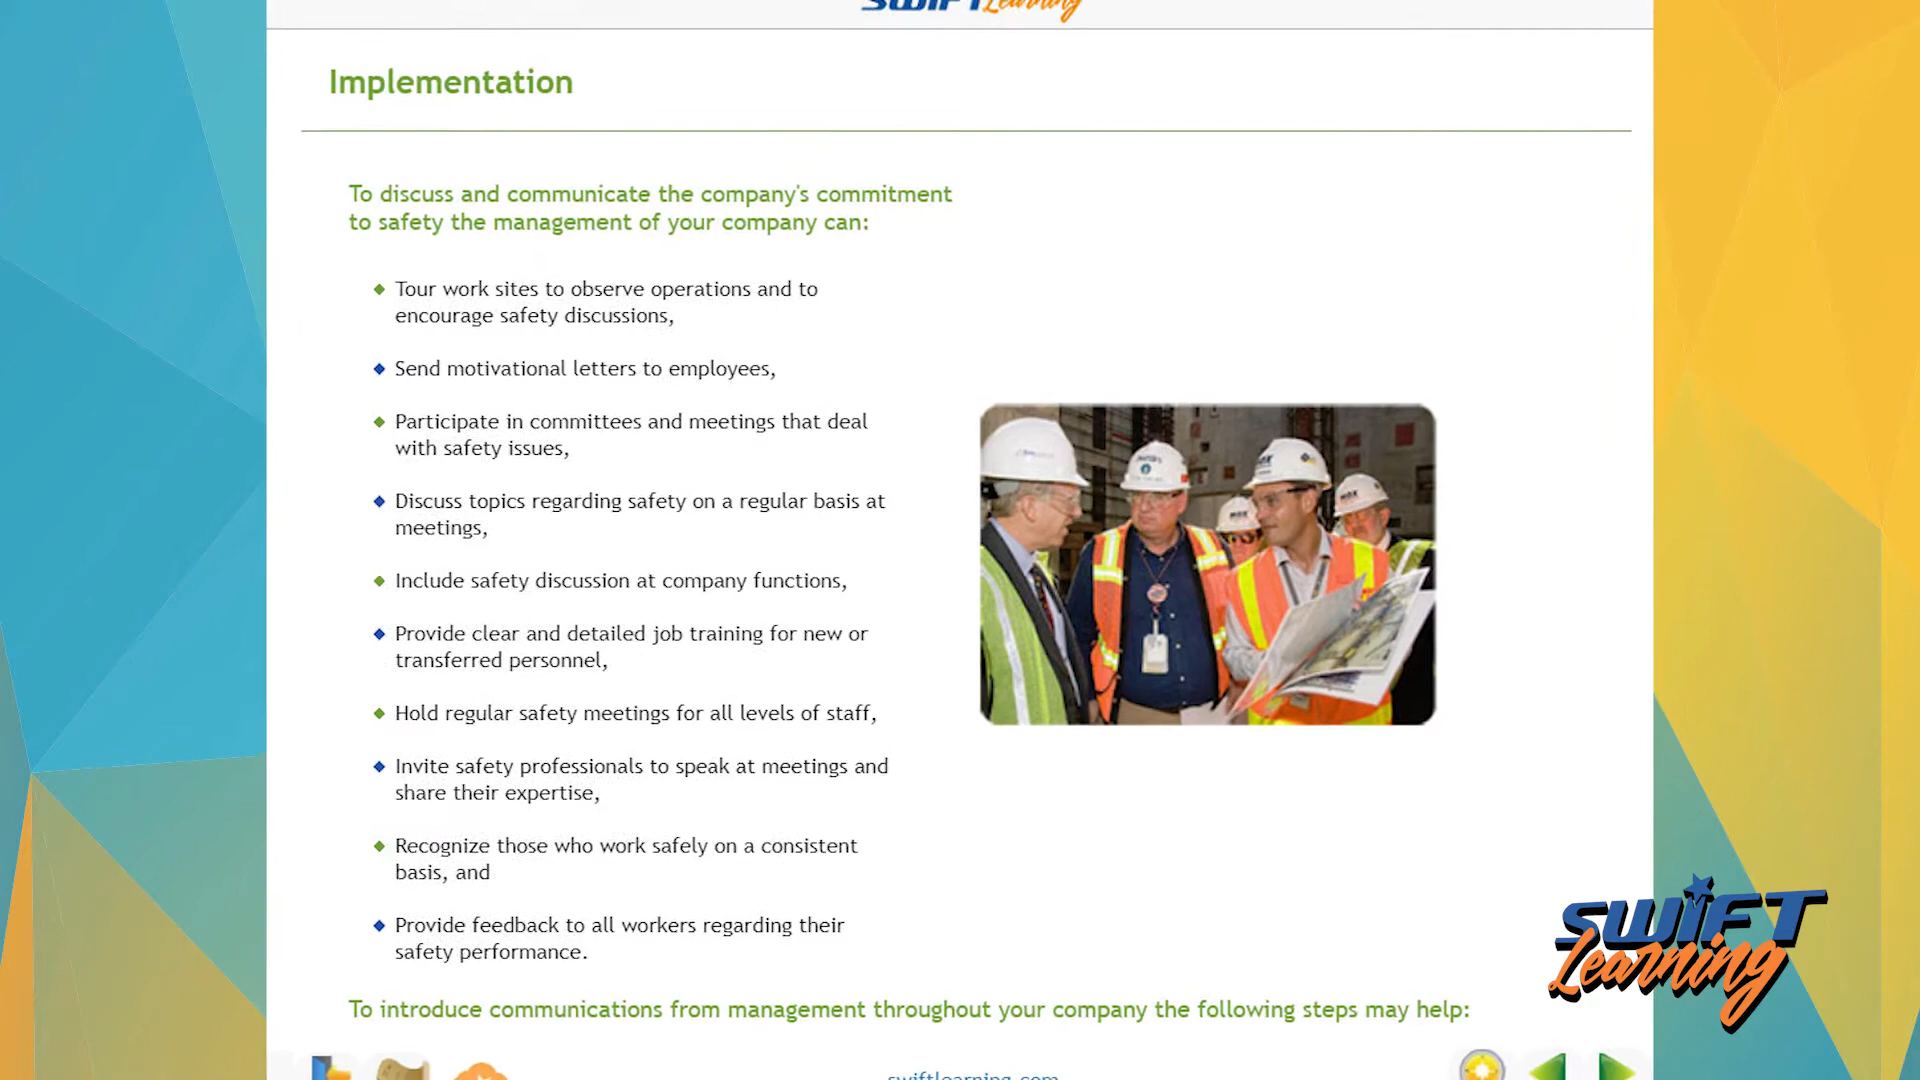 SWIFT Learning
Implementation
To discuss and communicate the company's commitment
to safety the management of your company can:
Tour work sites to observe operations and to
encourage safety discussions,
Send motivational letters to employees,
Participate in committees and meetings that deal
with safety issues,
Discuss topics regarding safety on a regular basis at
meetings,
Include safety discussion at company functions,
Provide clear and detailed job training for new or
transferred personnel,
Hold regular safety meetings for all levels of staff,
Invite safety professionals to speak at meetings and
share their expertise,
Recognize those who work safely on a consistent
basis, and
Provide feedback to all workers regarding their
safety performance.
To introduce communications from management throughout your company the following steps may help:
swiftlearning.com
SWiFT
Learning